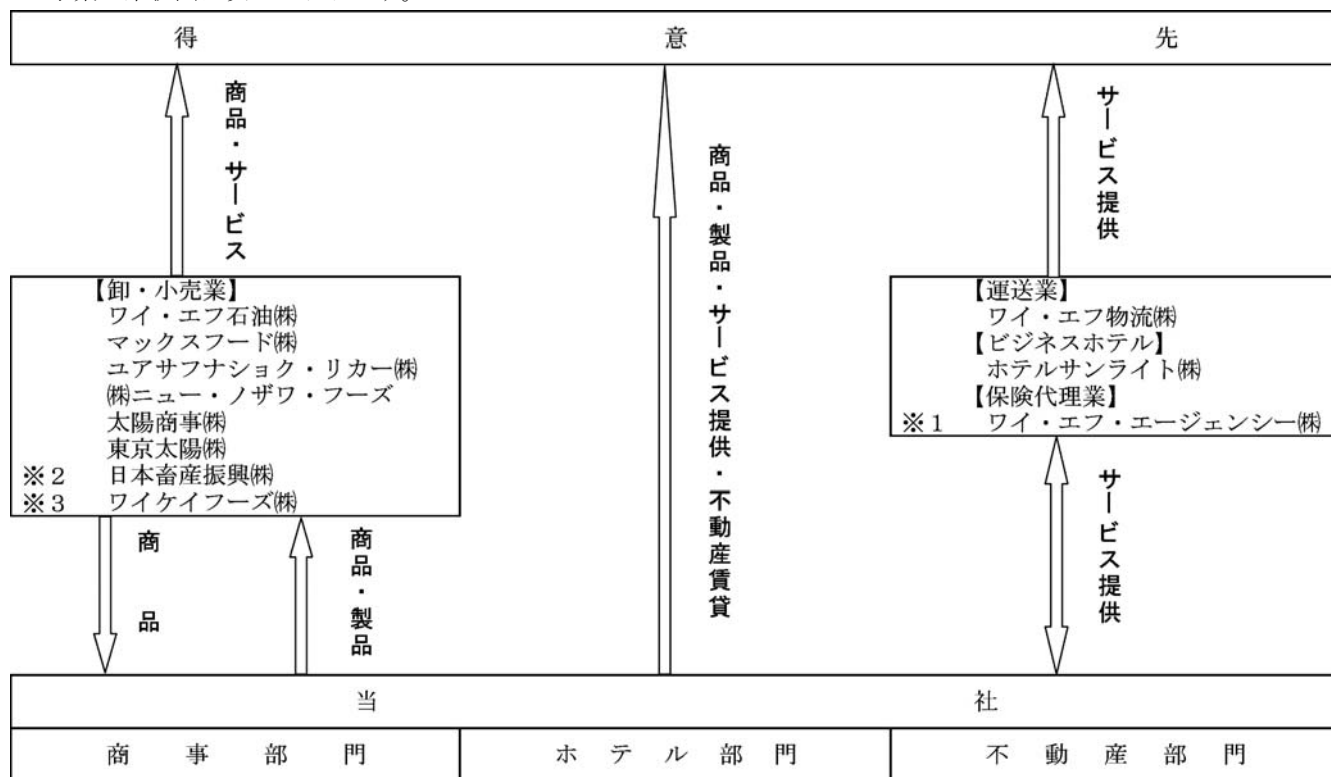 得意先
商品・サービス
商品・製品・サービス提供・不動産賃貸
サービス提供
【卸・小売業】
ワイ・エフ石油㈱
マックスフード㈱
ユアサフナショク・リカー㈱
㈱ニュー・ノザワ・フーズ
太陽商事㈱
東京太陽㈱
※2 日本畜産振興㈱
※3 ワイケイフーズ㈱
【運送業】
ワイ・エフ物流㈱
【ビジネスホテル】
ホテルサンライト㈱
【保険代理業】
※1 ワイ・エフ・エージェンシー㈱
商品
商品・製品
サービス提供
当社
商事部門
ホテル部門
不動産部門